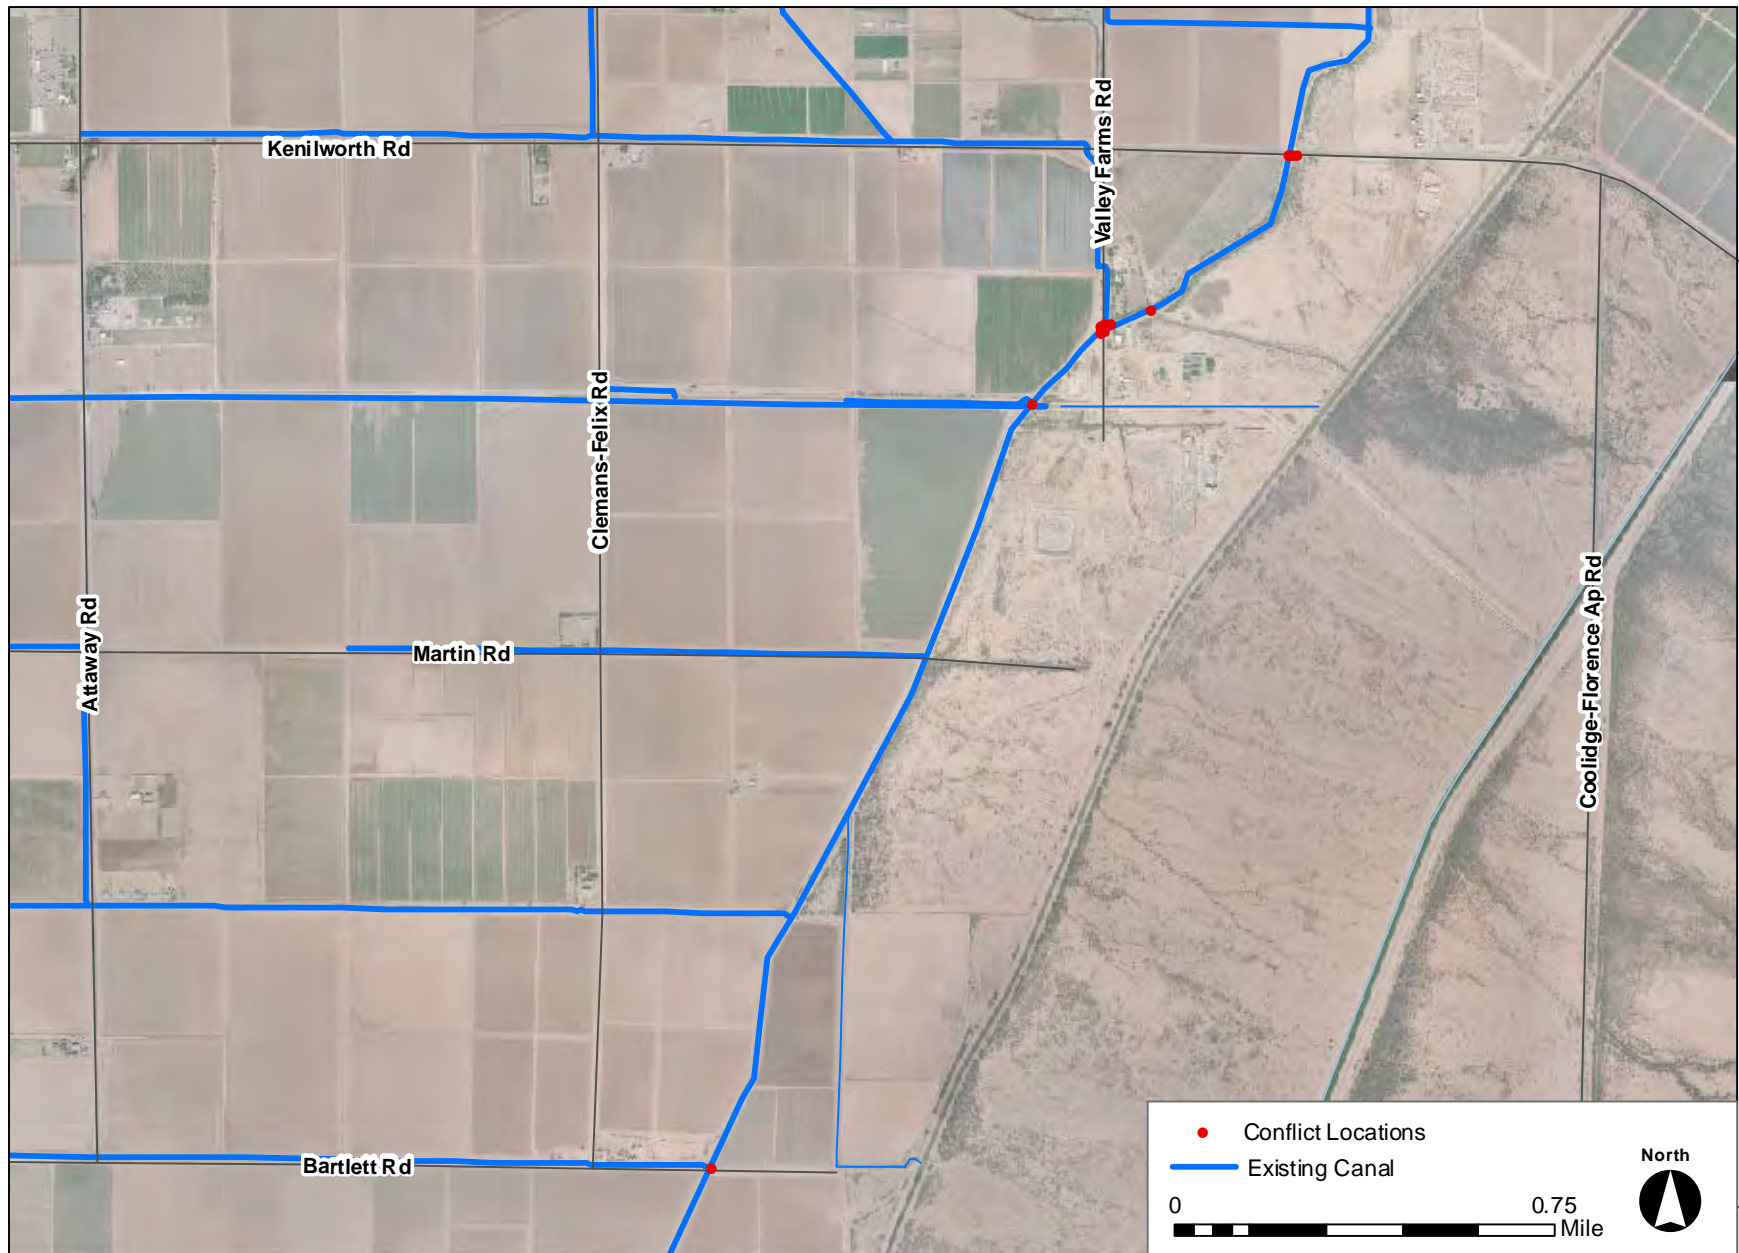 Kenilworth Rd
Valley Farms Rd
Clemans-Felix Rd
Attaway Rd
Martin Rd
Coolidge-Florence Ap Rd
Bartlett Rd
Conflict Locations
Existing Canal
North
0 0.75
Mile